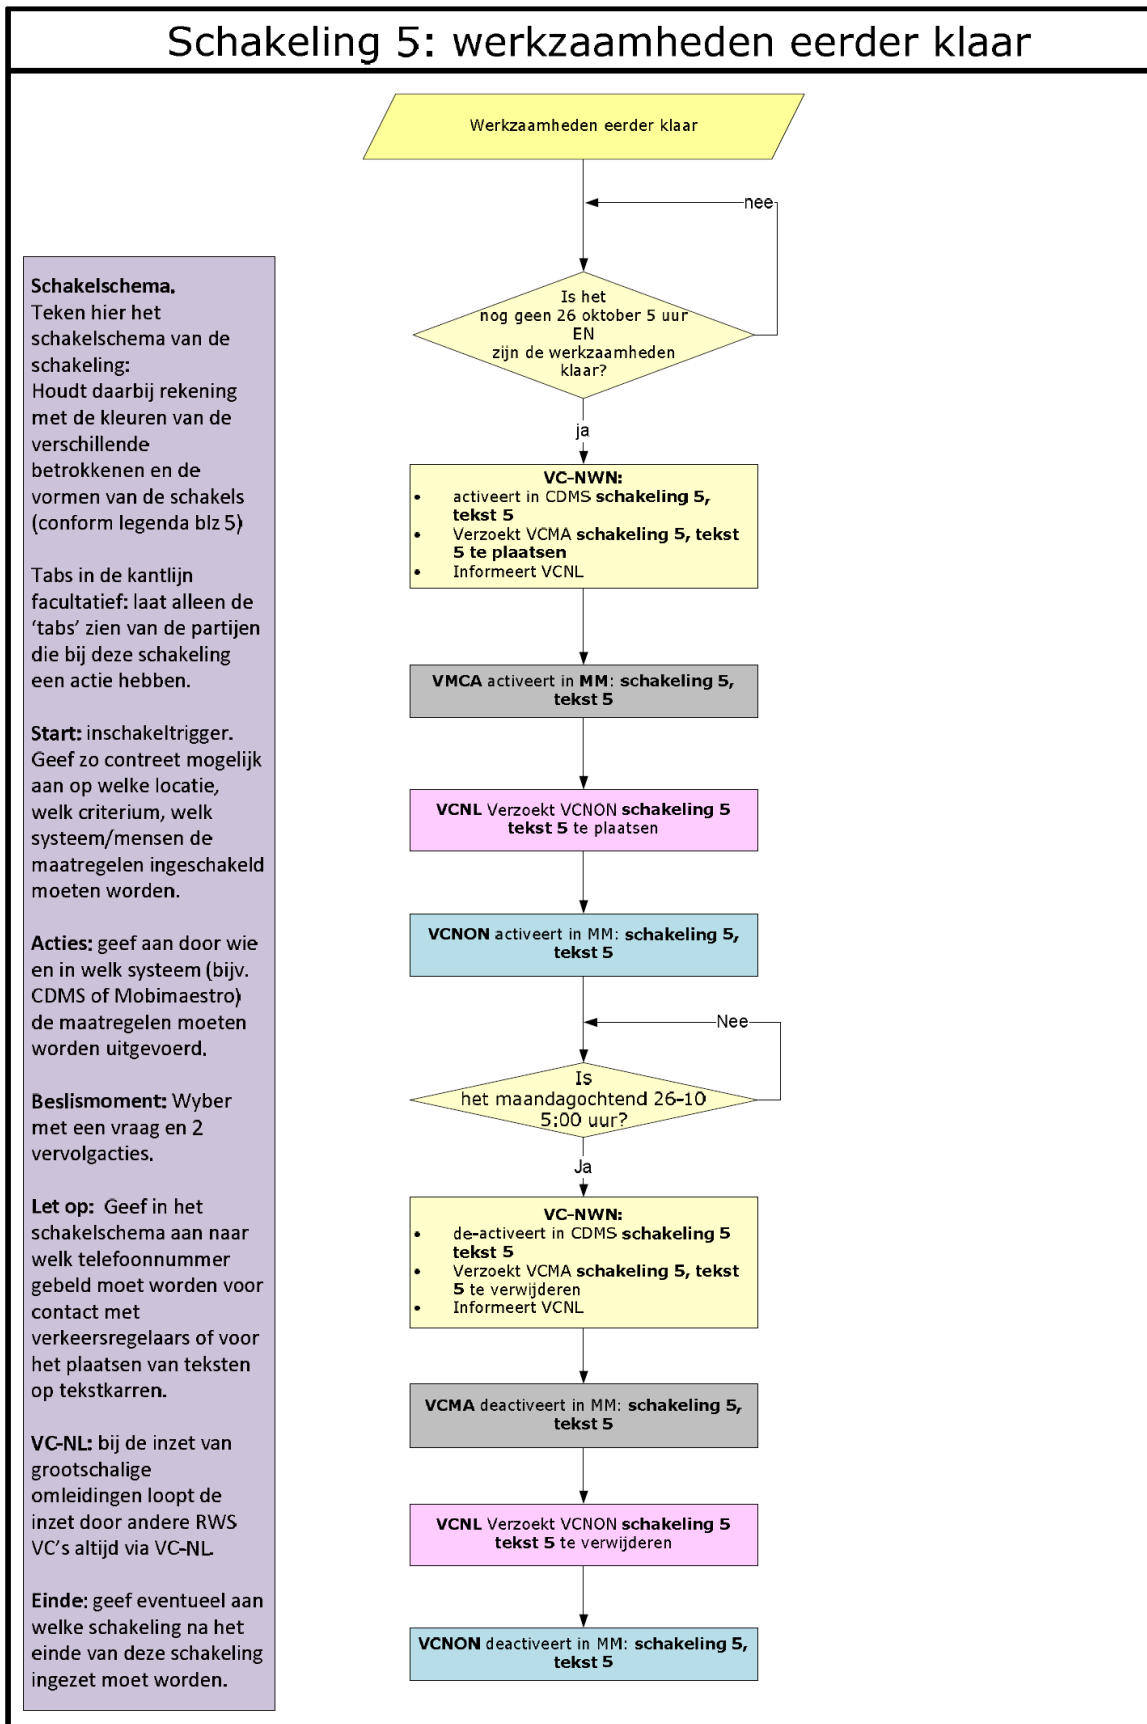 Schakeling 5: werkzaamheden eerder klaar
Schakelschema.
Teken hier het
schakelschema van de
schakeling:
Houdt daarbij rekening
met de kleuren van de
verschillende
betrokkenen en de
vormen van de schakels
(conform legenda blz 5)
Tabs in de kantlijn
facultatief: laat alleen de
‘tabs’ zien van de partijen
die bij deze schakeling
een actie hebben.
Start: inschakeltrigger.
Geef zo contreet mogelijk
aan op welke locatie,
welk criterium, welk
systeem/mensen de
maatregelen ingeschakeld
moeten worden.
Acties: geef aan door wie
en in welk systeem (bijv.
CDMS of Mobimaestro)
de maatregelen moeten
worden uitgevoerd.
Beslismoment: Wyber
met een vraag en 2
vervolgacties.
Let op: Geef in het
schakelschema aan naar
welk telefoonnummer
gebeld moet worden voor
contact met
verkeersregelaars of voor
het plaatsen van teksten
op tekstkarren.
VC-NL: bij de inzet van
grootschalige
omleidingen loopt de
inzet door andere RWS
VC’s altijd via VC-NL.
Einde: geef eventueel aan
welke schakeling na het
einde van deze schakeling
ingezet moet worden.
Werkzaamheden eerder klaar
nee
Is het
nog geen 26 oktober 5 uur
EN
zijn de werkzaamheden
klaar?
ja
VC-NWN:
• activeert in CDMS schakeling 5,
tekst 5
• Verzoekt VCMA schakeling 5, tekst
5 te plaatsen
• Informeert VCNL
VMCA activeert in MM: schakeling 5,
tekst 5
VCNL Verzoekt VCNON schakeling 5
tekst 5 te plaatsen
VCNON activeert in MM: schakeling 5,
tekst 5
Nee
Is
het maandagochtend 26-10
5:00 uur?
Ja
VC-NWN:
• de-activeert in CDMS schakeling 5
tekst 5
• Verzoekt VCMA schakeling 5, tekst
5 te verwijderen
• Informeert VCNL
VCMA deactiveert in MM: schakeling 5,
tekst 5
VCNL Verzoekt VCNON schakeling 5
tekst 5 te verwijderen
VCNON deactiveert in MM: schakeling 5,
tekst 5